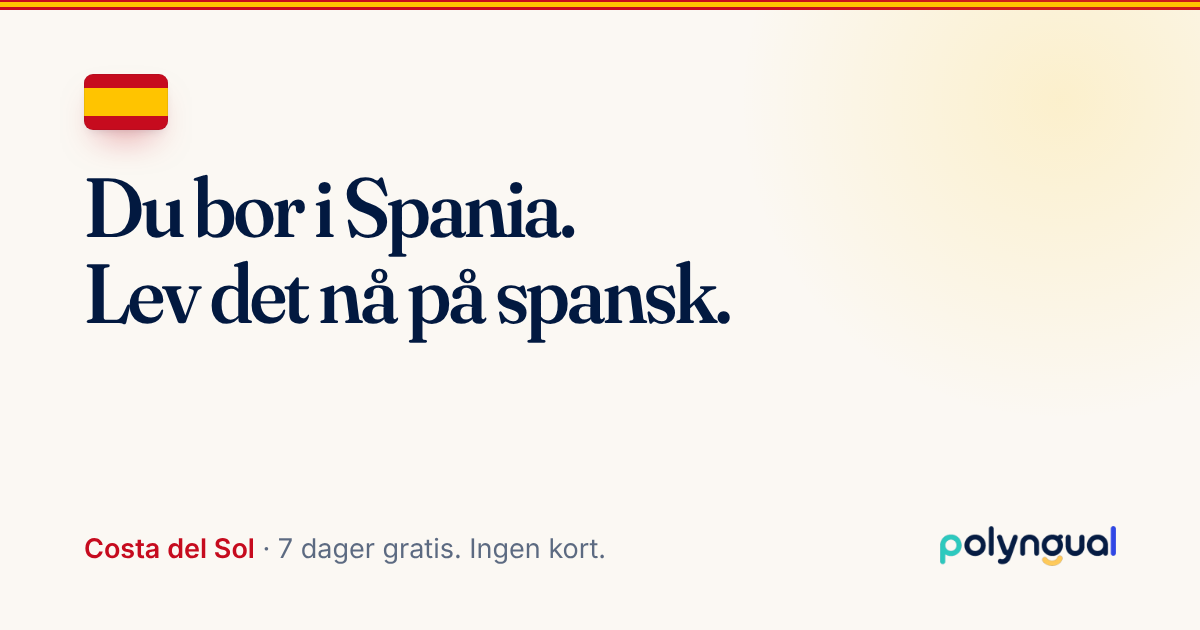 Du bor i Spania.
Lev det nå på spansk.
Costa del Sol · 7 dager gratis. Ingen kort.
polyngual